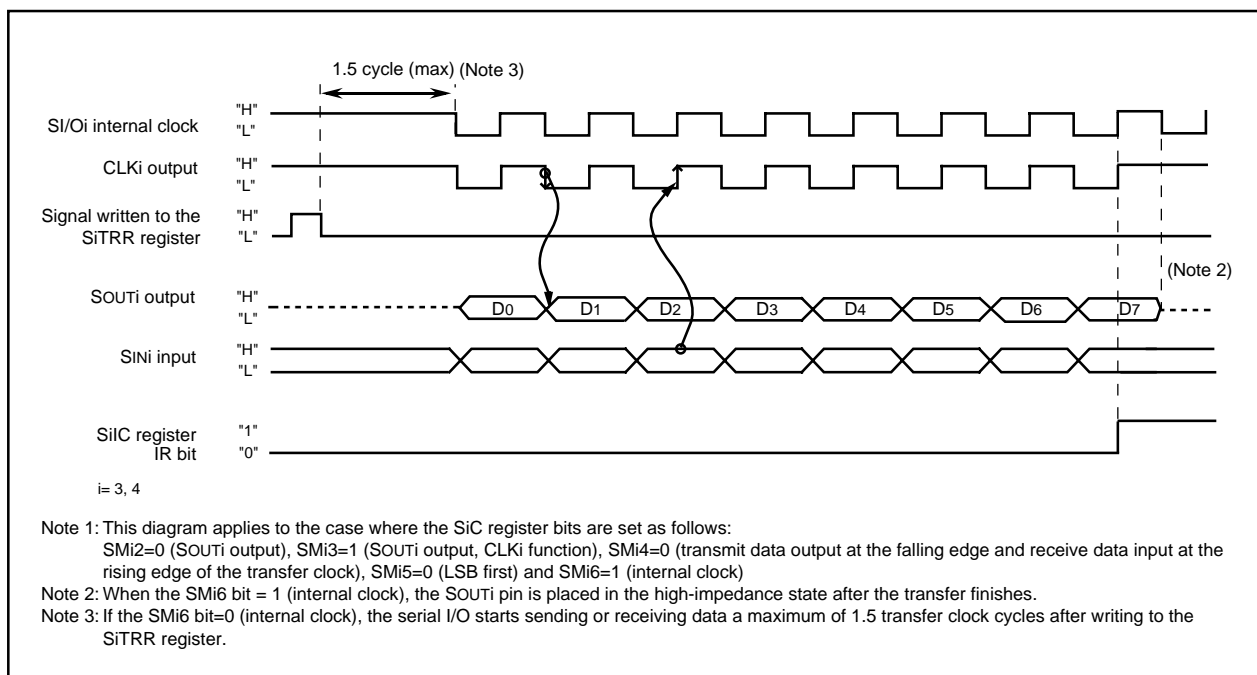 1.5 cycle (max) (Note 3)
SI/Oi internal clock
"H"
"L"
CLKi output
"H"
"L"
Signal written to the
SiTRR register
"H"
"L"
(Note 2)
SOUTi output
"H"
"L"
D0 D1 D2 D3 D4 D5 D6 D7
SINi input
"H"
"L"
SiIC register
IR bit
"1"
"0"
i= 3, 4
Note 1: This diagram applies to the case where the SiC register bits are set as follows:
SMi2=0 (SOUTi output), SMi3=1 (SOUTi output, CLKi function), SMi4=0 (transmit data output at the falling edge and receive data input at the
rising edge of the transfer clock), SMi5=0 (LSB first) and SMi6=1 (internal clock)
Note 2: When the SMi6 bit = 1 (internal clock), the SOUTi pin is placed in the high-impedance state after the transfer finishes.
Note 3: If the SMi6 bit=0 (internal clock), the serial I/O starts sending or receiving data a maximum of 1.5 transfer clock cycles after writing to the
SiTRR register.